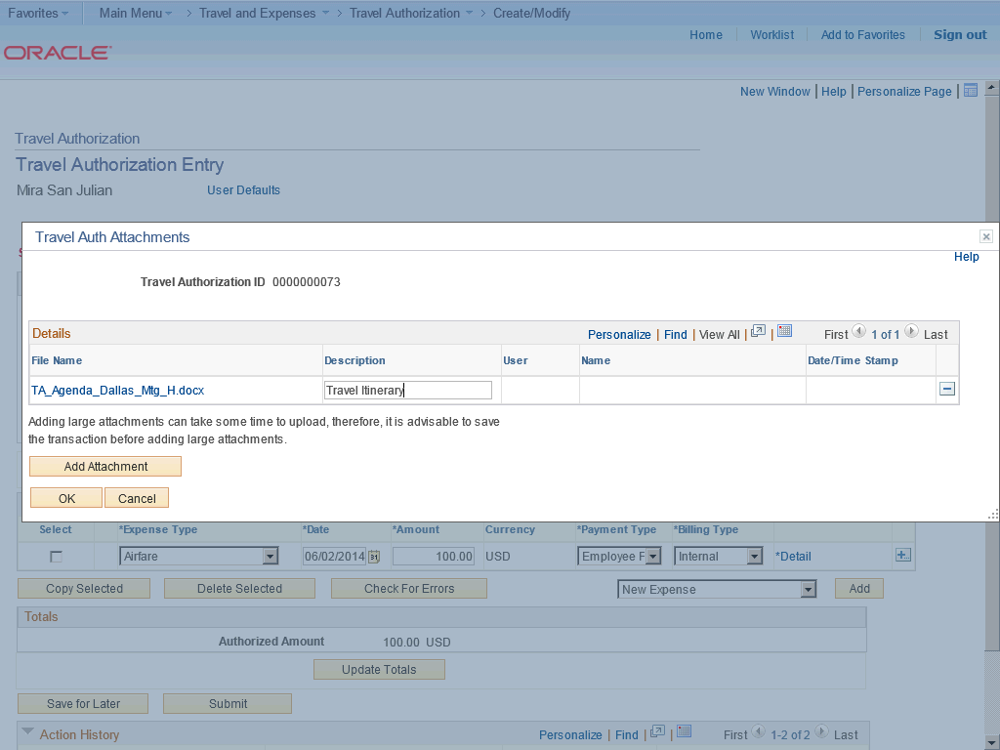 Favorites Main Menu > Travel and Expenses > Travel Authorization > Create/Modify
Home Worklist Add to Favorites Sign out
ORACLE
New Window | Help | Personalize Page |
Travel Authorization
Travel Authorization Entry
Mira San Julian User Defaults
Travel Auth Attachments
Help
Travel Authorization ID 0000000073
Details Personalize | Find | View All | | First 1 of 1 Last
File Name Description User Name Date/Time Stamp
TA_Agenda_Dallas_Mtg_H.docx Travel Itinerary
Adding large attachments can take some time to upload, therefore, it is advisable to save
the transaction before adding large attachments.
Add Attachment
OK Cancel
Select *Expense Type *Date *Amount Currency *Payment Type *Billing Type
Airfare 06/02/2014 31 100.00 USD Employee F Internal *Detail
Copy Selected Delete Selected Check For Errors New Expense Add
Totals
Authorized Amount 100.00 USD
Update Totals
Save for Later Submit
Action History Personalize | Find | | First 1-2 of 2 Last